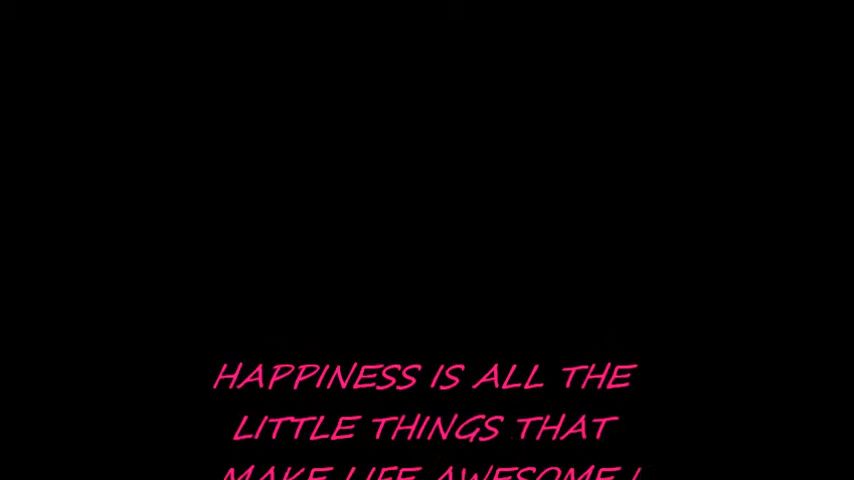 HAPPINESS IS ALL THE
LITTLE THINGS THAT
MAKE LIFE AWESOME !